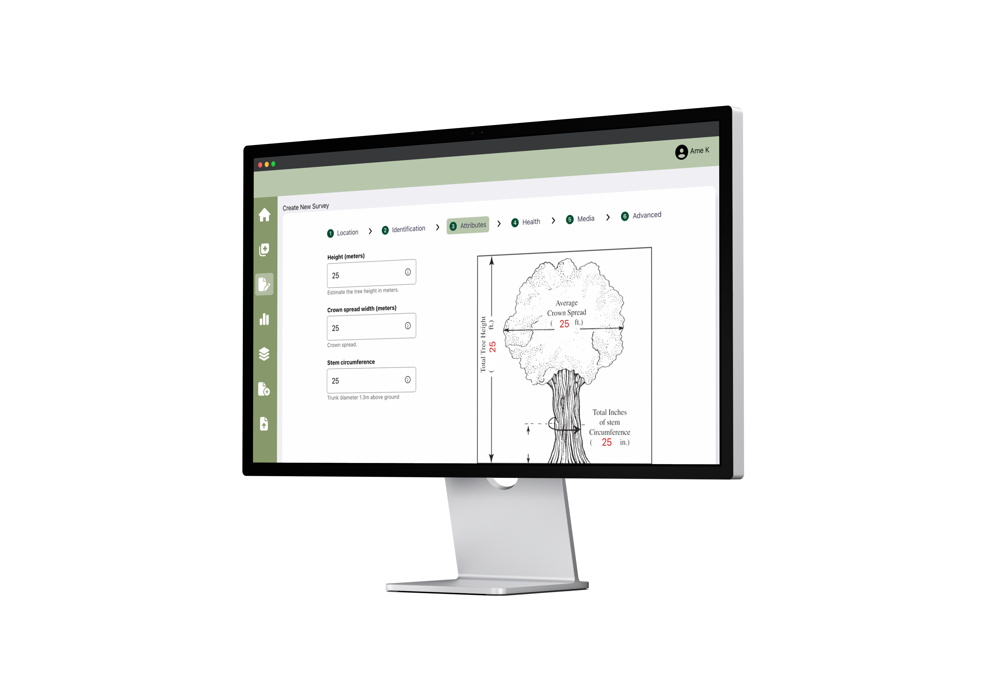 Ame K
Create New Survey
1 Location
2 Identification
3 Attributes
4 Health
5 Media
6 Advanced
Height (meters)
25
Estimate the tree height in meters.
Crown spread width (meters)
25
Crown spread.
Stem circumference
25
Trunk diameter 1.3m above ground
Total Tree Height
( 25 ft.)
Average
Crown Spread
( 25 ft.)
Total Inches
of stem
Circumference
( 25 in.)